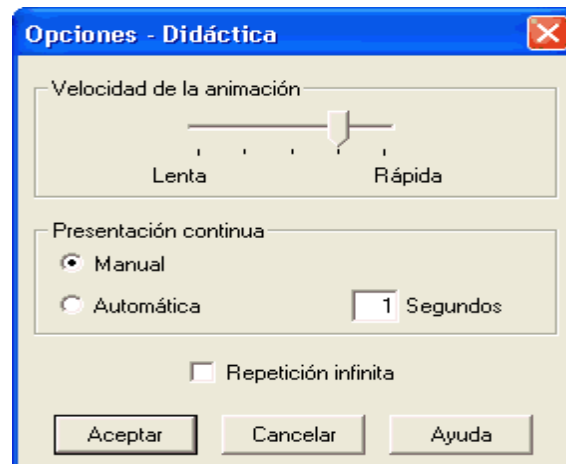 Opciones - Didáctica
Velocidad de la animación
Lenta Rápida
Presentación continua
Manual
Automática 1 Segundos
Repetición infinita
Aceptar Cancelar Ayuda